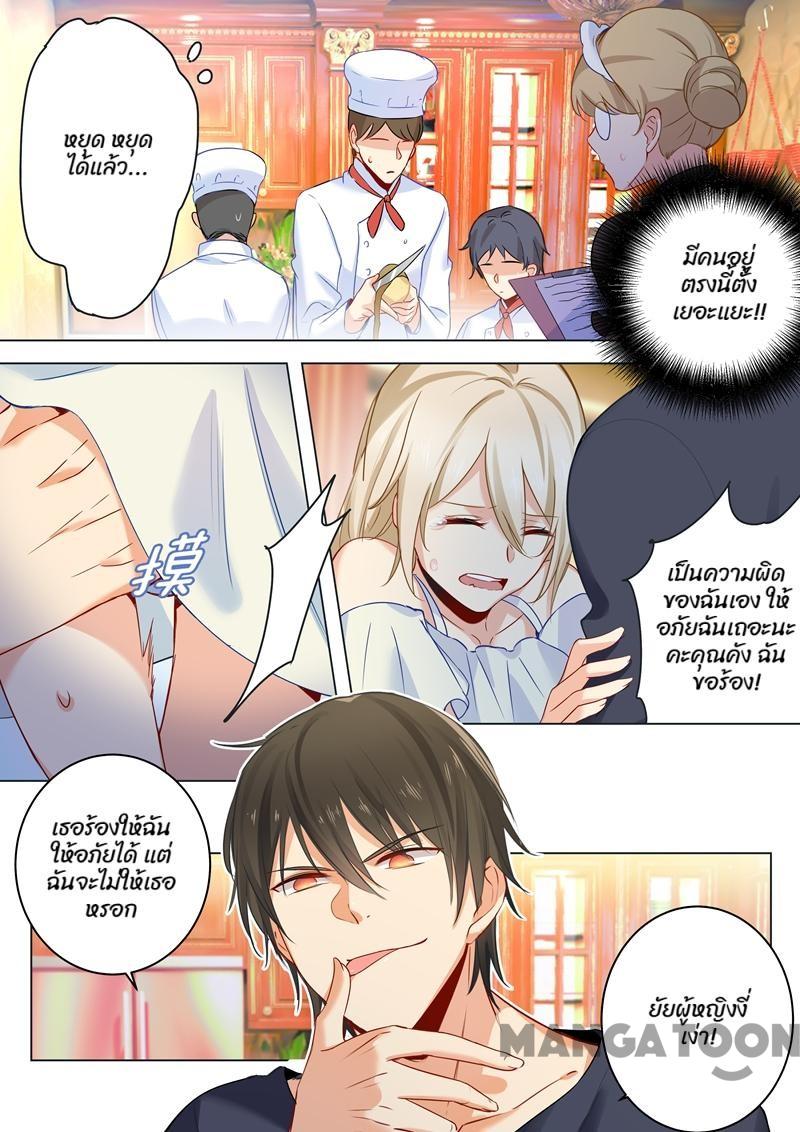 หยุด หยุด
ได้แล้ว...
มีคนอยู่
ตรงนี้ตั้ง
เยอะแยะ!!
摸
เป็นความผิด
ของฉันเอง ให้
อภัยฉันเถอะนะ
คะคุณคัง ฉัน
ขอร้อง!
เธอร้องให้ฉัน
ให้อภัยได้ แต่
ฉันจะไม่ให้เธอ
หรอก
ยัยผู้หญิงงี่
เง่า!
MANGATOON